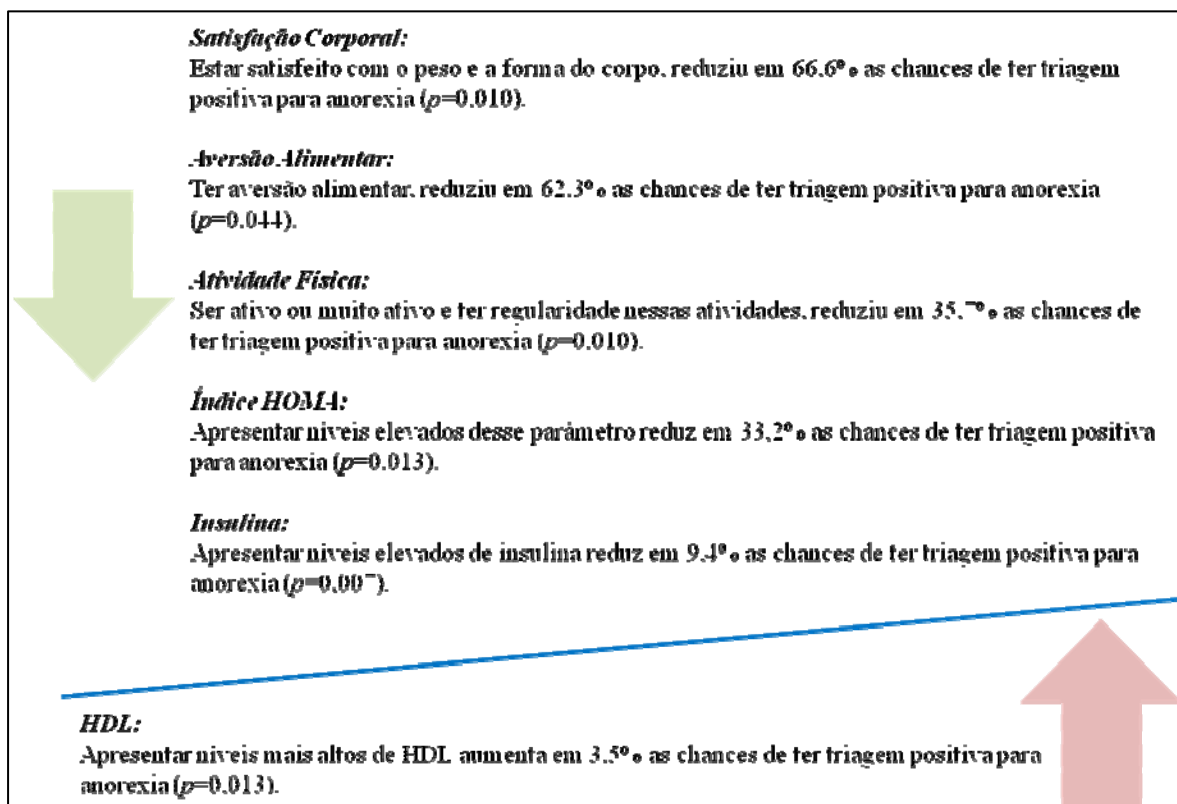 Satisfação Corporal:
Estar satisfeito com o peso e a forma do corpo, reduziu em 66.6% as chances de ter triagem
positiva para anorexia (p=0.010).
Aversão Alimentar:
Ter aversão alimentar, reduziu em 62.3% as chances de ter triagem positiva para anorexia
(p=0.044).
Atividade Física:
Ser ativo ou muito ativo e ter regularidade nessas atividades, reduziu em 35.7% as chances de
ter triagem positiva para anorexia (p=0.010).
Índice HOMA:
Apresentar níveis elevados desse parâmetro reduz em 33,2% as chances de ter triagem positiva
para anorexia (p=0.013).
Insulina:
Apresentar níveis elevados de insulina reduz em 9.4% as chances de ter triagem positiva para
anorexia (p=0.007).
HDL:
Apresentar níveis mais altos de HDL aumenta em 3.5% as chances de ter triagem positiva para
anorexia (p=0.013).